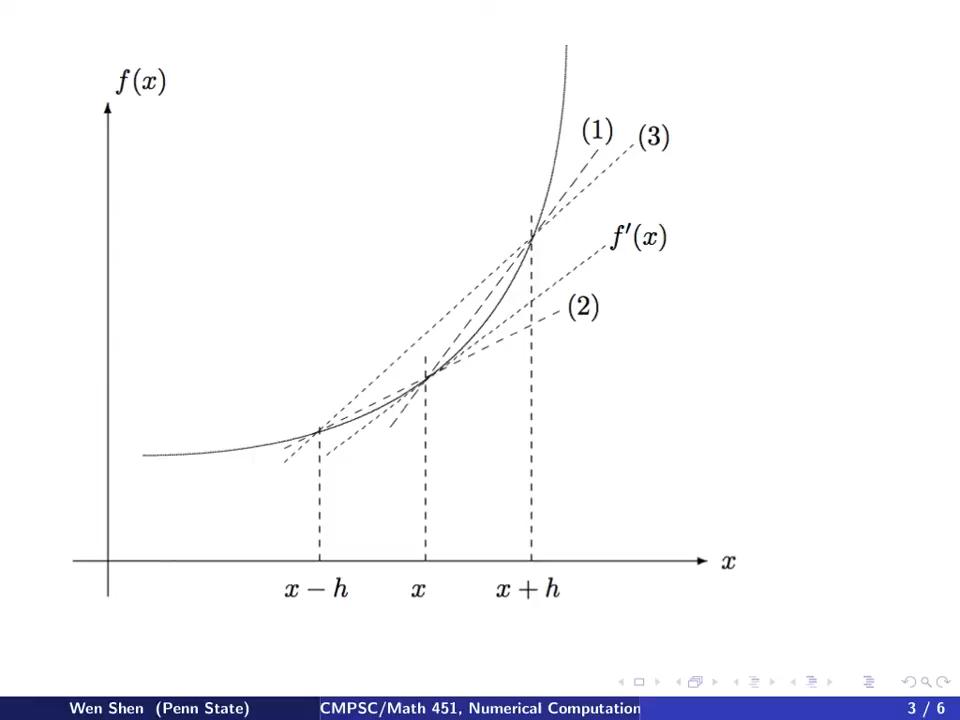 f(x)
(1)
(3)
f′(x)
(2)
x
x − h
x
x + h
Wen Shen (Penn State)
CMPSC/Math 451, Numerical Computation
3 / 6